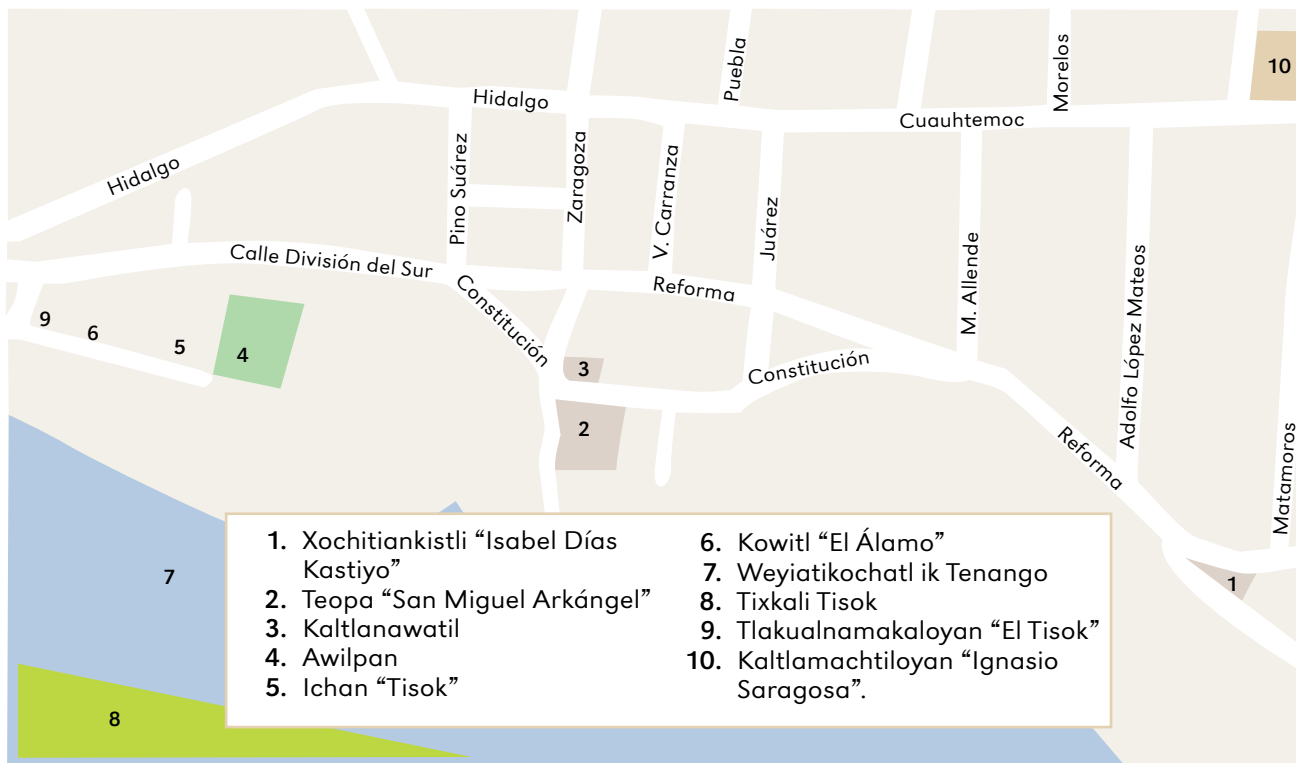 10
Morelos
Puebla
Hidalgo
Cuauhtemoc
Hidalgo
Pino Suárez
Zaragoza
V. Carranza
Juárez
M. Allende
Adolfo López Mateos
Matamoros
Calle División del Sur
Constitución
Reforma
9
6
5
4
3
Constitución
2
Reforma
7
1
8
1. Xochitiankistli “Isabel Días
Kastiyo”
2. Teopa “San Miguel Arkángel”
3. Kaltlanawatil
4. Awilpan
5. Ichan “Tisok”
6. Kowitl “El Álamo”
7. Weyiatikochatl ik Tenango
8. Tixkali Tisok
9. Tlakualnamakaloyan “El Tisok”
10. Kaltlamachtiloyan “Ignasio
Saragosa”.